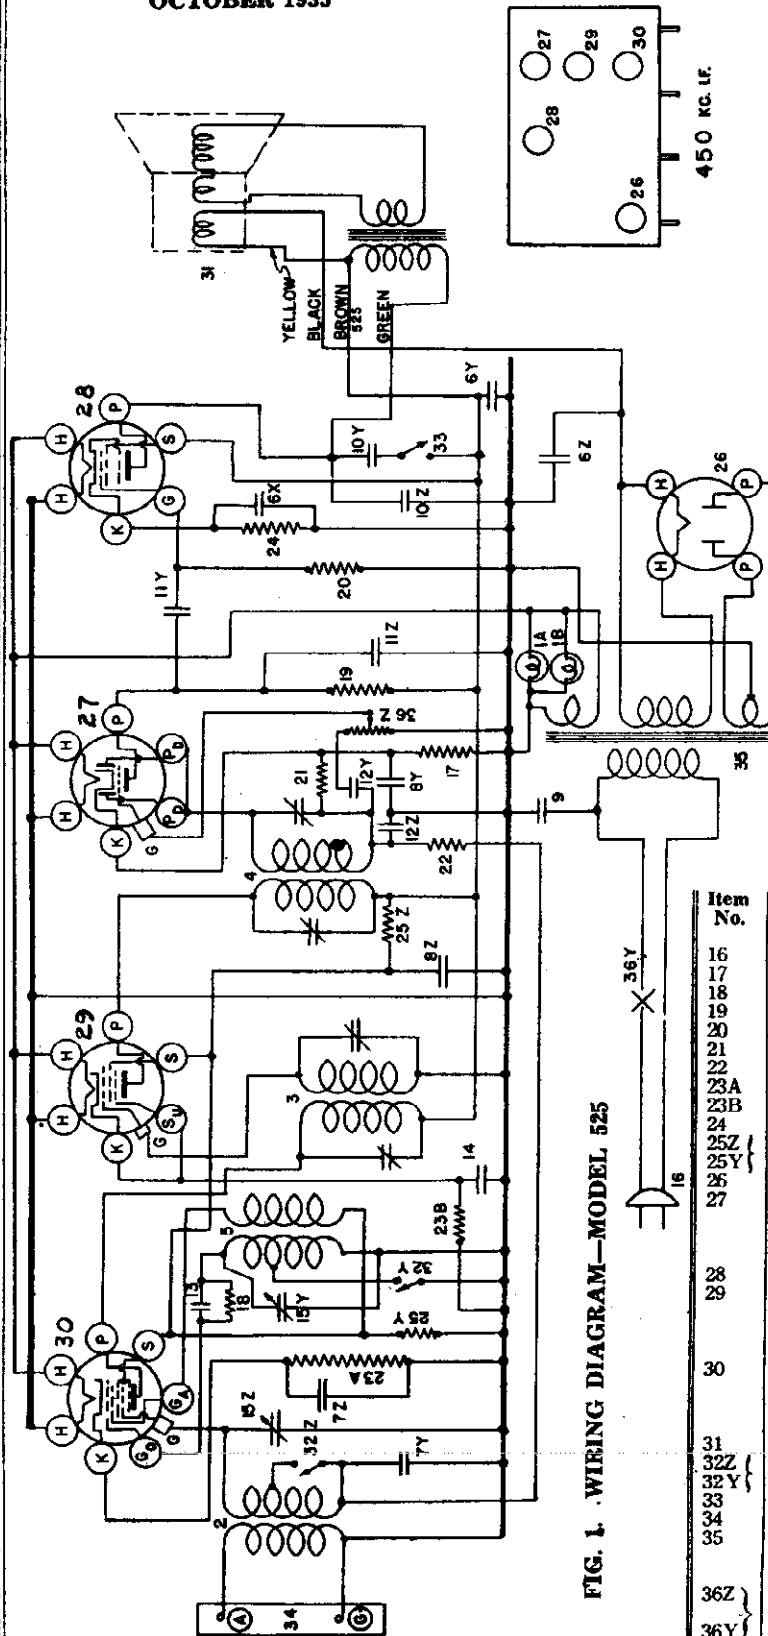 OCTOBER 1935
27
29
30
28
26
450 KC. I.F.
31
YELLOW
BLACK
BROWN
525
GREEN
28
H
H
P
S
K
G
10Y
33
6Y
10Z
6X
24
6Z
26
H
H
P
P
11Y
20
27
H
H
P
PD
PD
K
G
11Z
19
1A
1B
36Z
21
12Y
8Y
17
12Z
22
4
9
35
25Z
8Z
29
H
H
P
S
SU
K
G
3
14
23B
36Y
16
30
H
H
P
S
GA
K
GO
G
5
13
18
15Y
32Y
25Y
23A
7Z
15Z
32Z
7Y
2
A
34
G
FIG. 1. WIRING DIAGRAM—MODEL 525
Item
No.
16
17
18
19
20
21
22
23A
23B
24
25Z
25Y
26
27
28
29
30
31
32Z
32Y
33
34
35
36Z
36Y